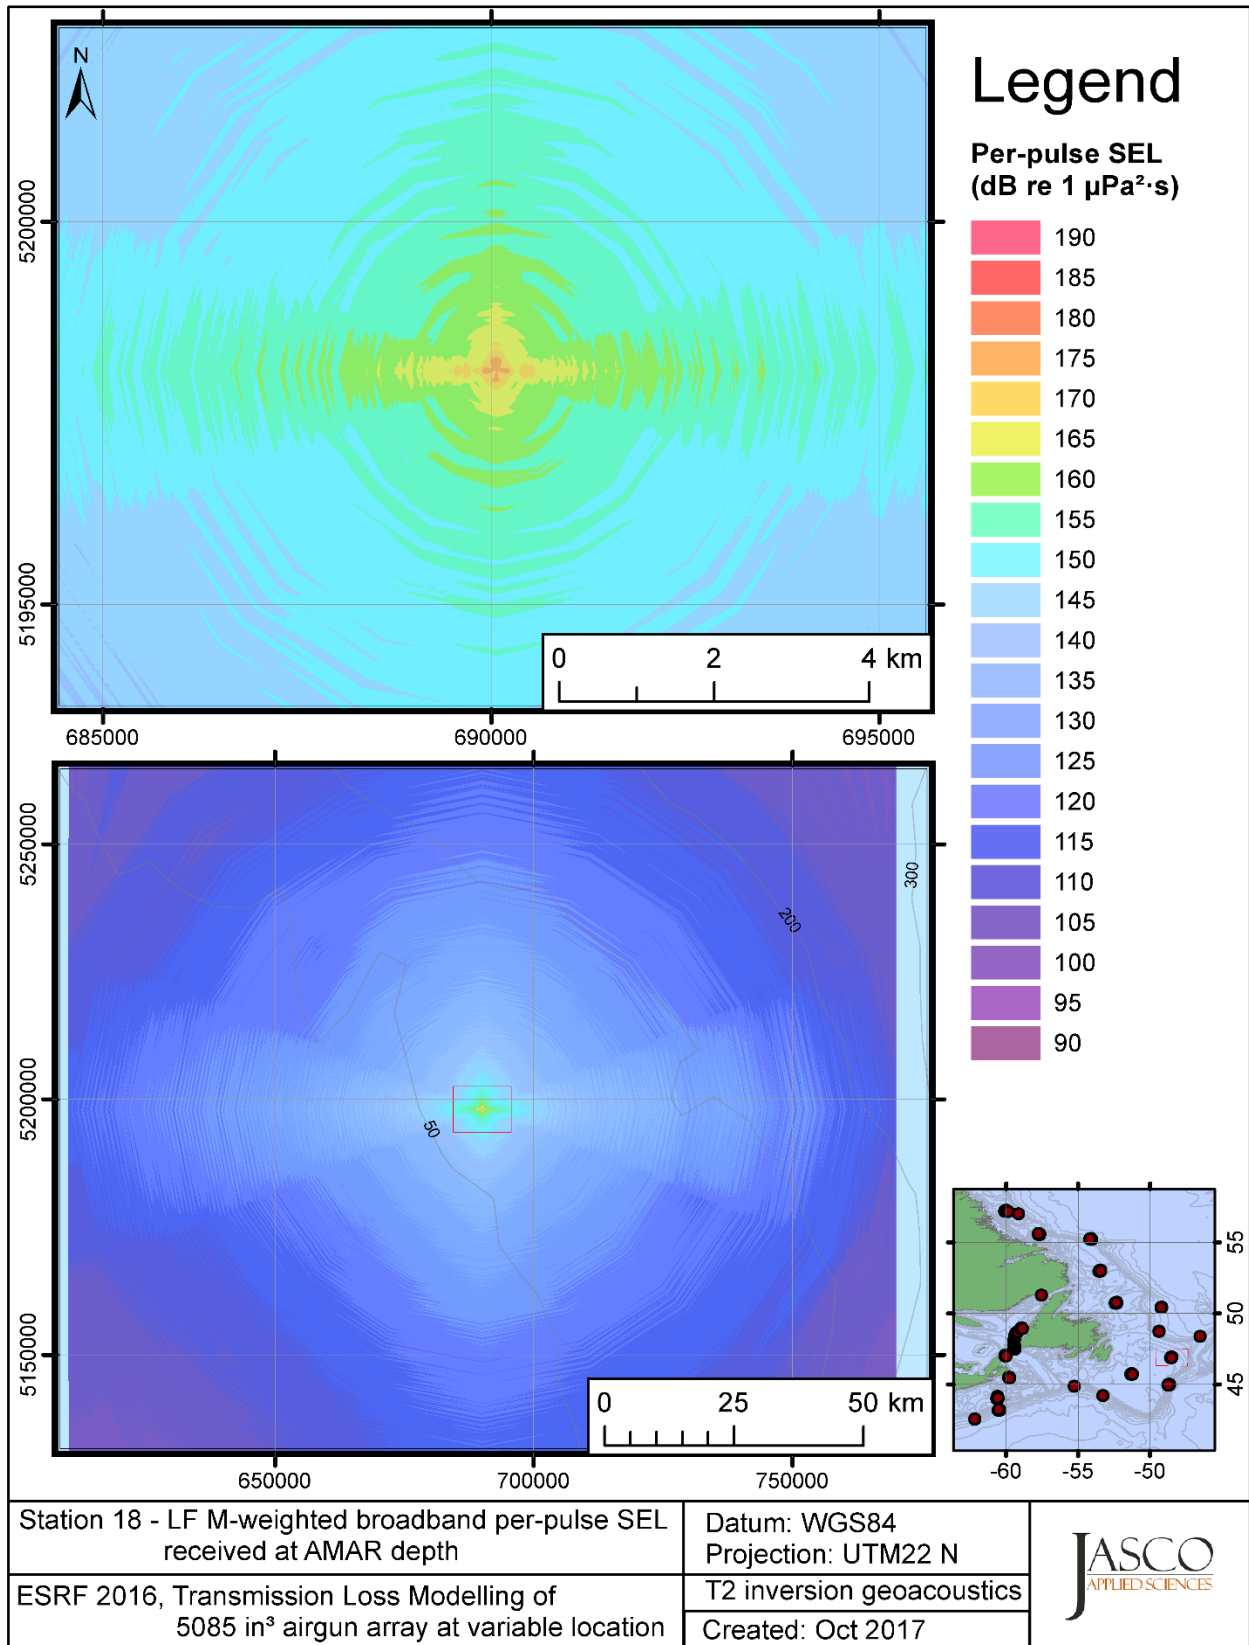 N
5200000
5195000
0 2 4 km
685000 690000 695000
Legend
Per-pulse SEL
(dB re 1 µPa²·s)
190
185
180
175
170
165
160
155
150
145
140
135
130
125
120
115
110
105
100
95
90
5250000
5200000
5150000
300
200
50
0 25 50 km
650000 700000 750000
55
50
45
-60 -55 -50
Station 18 - LF M-weighted broadband per-pulse SEL
received at AMAR depth
ESRF 2016, Transmission Loss Modelling of
5085 in³ airgun array at variable location
Datum: WGS84
Projection: UTM22 N
T2 inversion geoacoustics
Created: Oct 2017
JASCO
APPLIED SCIENCES